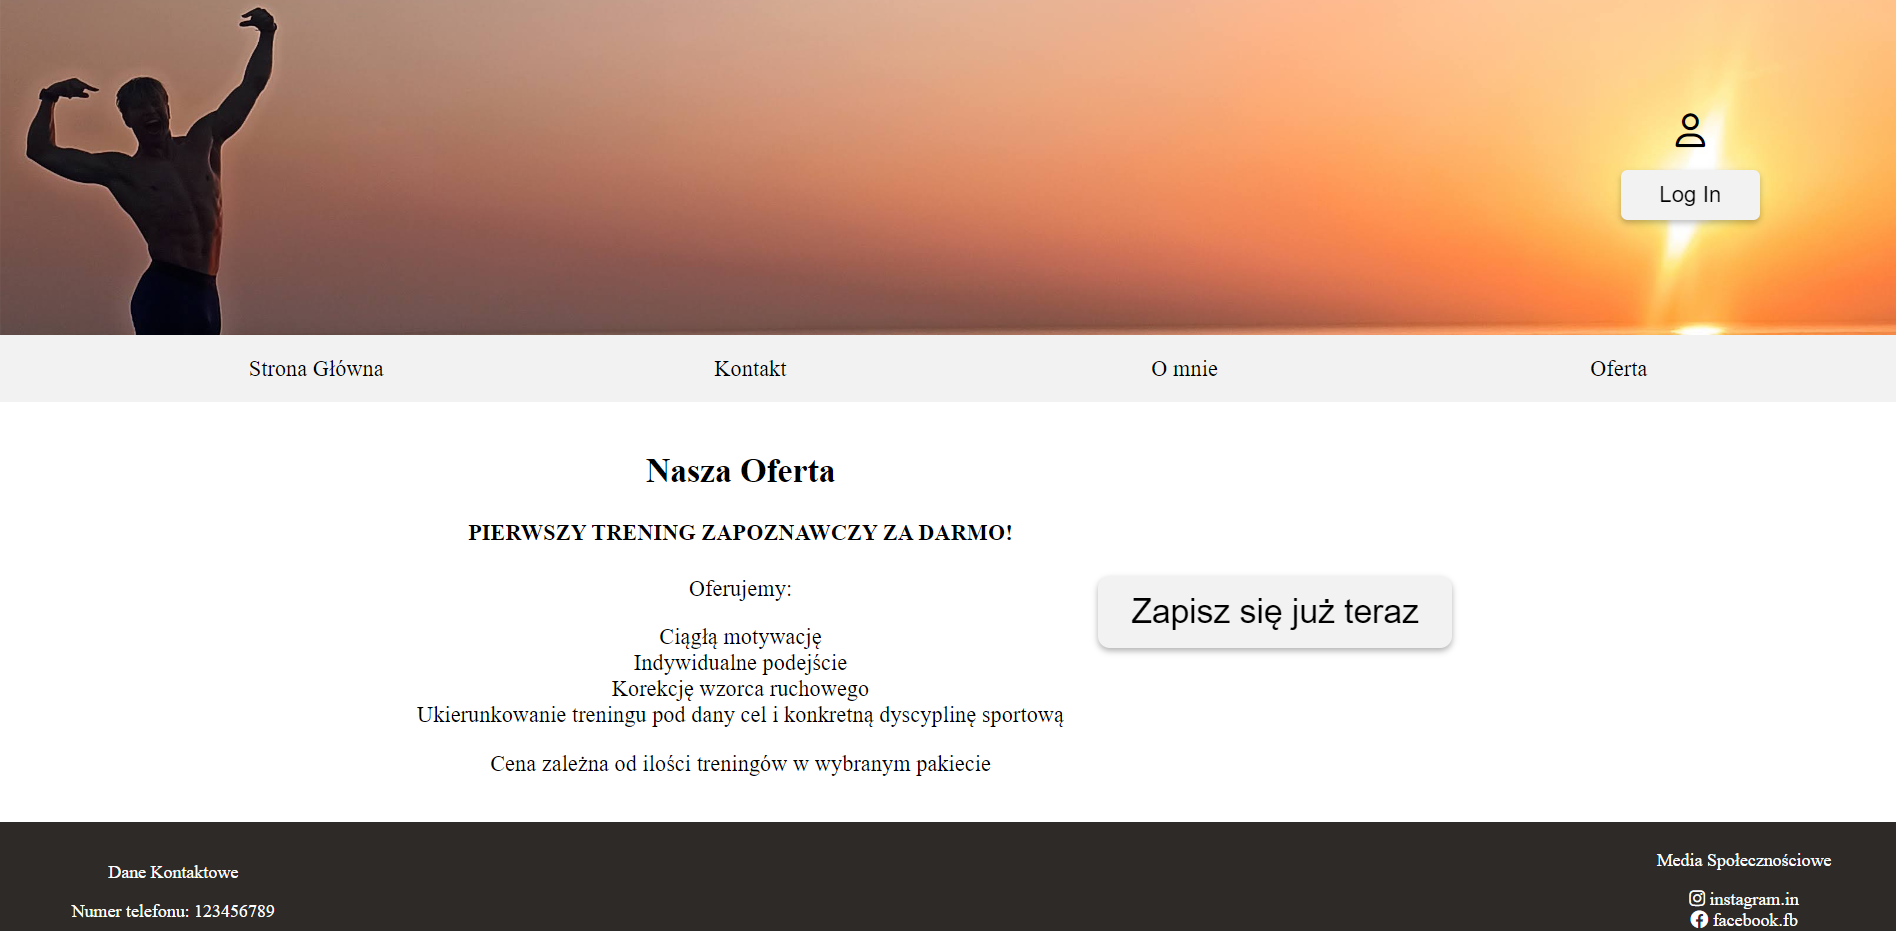 Log In
Strona Główna
Kontakt
O mnie
Oferta
Nasza Oferta
PIERWSZY TRENING ZAPOZNAWCZY ZA DARMO!
Oferujemy:
Ciągłą motywację
Indywidualne podejście
Korekcję wzorca ruchowego
Ukierunkowanie treningu pod dany cel i konkretną dyscyplinę sportową
Cena zależna od ilości treningów w wybranym pakiecie
Zapisz się już teraz
Dane Kontaktowe
Numer telefonu: 123456789
Media Społecznościowe
instagram.in
facebook.fb